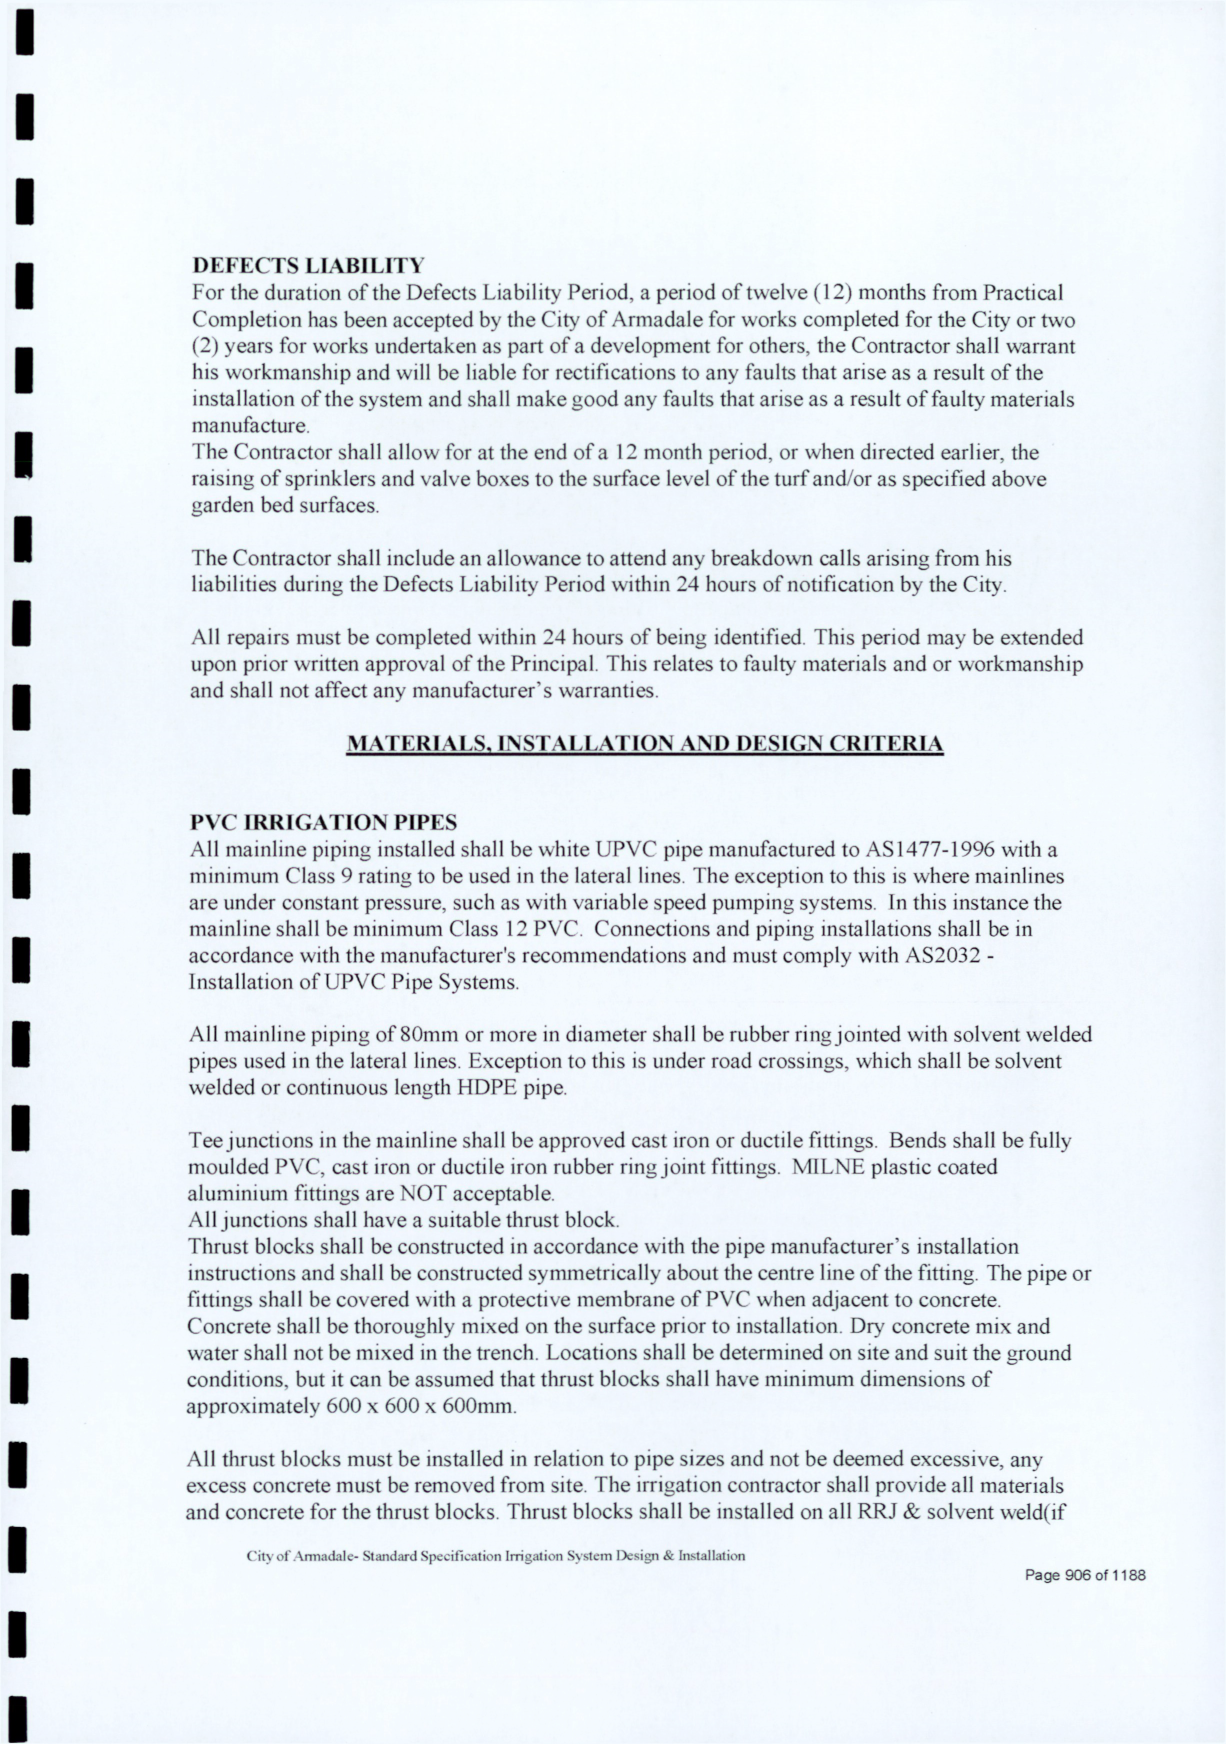 DEFECTS LIABILITY
For the duration of the Defects Liability Period, a period of twelve (12) months from Practical
Completion has been accepted by the City of Armadale for works completed for the City or two
(2) years for works undertaken as part of a development for others, the Contractor shall warrant
his workmanship and will be liable for rectifications to any faults that arise as a result of the
installation of the system and shall make good any faults that arise as a result of faulty materials
manufacture.
The Contractor shall allow for at the end of a 12 month period, or when directed earlier, the
raising of sprinklers and valve boxes to the surface level of the turf and/or as specified above
garden bed surfaces.
The Contractor shall include an allowance to attend any breakdown calls arising from his
liabilities during the Defects Liability Period within 24 hours of notification by the City.
All repairs must be completed within 24 hours of being identified. This period may be extended
upon prior written approval of the Principal. This relates to faulty materials and or workmanship
and shall not affect any manufacturer's warranties.
MATERIALS, INSTALLATION AND DESIGN CRITERIA
PVC IRRIGATION PIPES
All mainline piping installed shall be white UPVC pipe manufactured to AS1477-1996 with a
minimum Class 9 rating to be used in the lateral lines. The exception to this is where mainlines
are under constant pressure, such as with variable speed pumping systems. In this instance the
mainline shall be minimum Class 12 PVC. Connections and piping installations shall be in
accordance with the manufacturer's recommendations and must comply with AS2032 -
Installation of UPVC Pipe Systems.
All mainline piping of 80mm or more in diameter shall be rubber ring jointed with solvent welded
pipes used in the lateral lines. Exception to this is under road crossings, which shall be solvent
welded or continuous length HDPE pipe.
Tee junctions in the mainline shall be approved cast iron or ductile fittings. Bends shall be fully
moulded PVC, cast iron or ductile iron rubber ring joint fittings. MILNE plastic coated
aluminium fittings are NOT acceptable.
All junctions shall have a suitable thrust block.
Thrust blocks shall be constructed in accordance with the pipe manufacturer's installation
instructions and shall be constructed symmetrically about the centre line of the fitting. The pipe or
fittings shall be covered with a protective membrane of PVC when adjacent to concrete.
Concrete shall be thoroughly mixed on the surface prior to installation. Dry concrete mix and
water shall not be mixed in the trench. Locations shall be determined on site and suit the ground
conditions, but it can be assumed that thrust blocks shall have minimum dimensions of
approximately 600 x 600 x 600mm.
All thrust blocks must be installed in relation to pipe sizes and not be deemed excessive, any
excess concrete must be removed from site. The irrigation contractor shall provide all materials
and concrete for the thrust blocks. Thrust blocks shall be installed on all RRJ & solvent weld(if
City of Armadale- Standard Specification Irrigation System Design & Installation
Page 906 of 1188